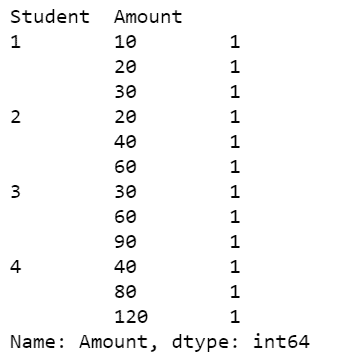 Student  Amount
1        10        1
         20        1
         30        1
2        20        1
         40        1
         60        1
3        30        1
         60        1
         90        1
4        40        1
         80        1
         120       1
Name: Amount, dtype: int64